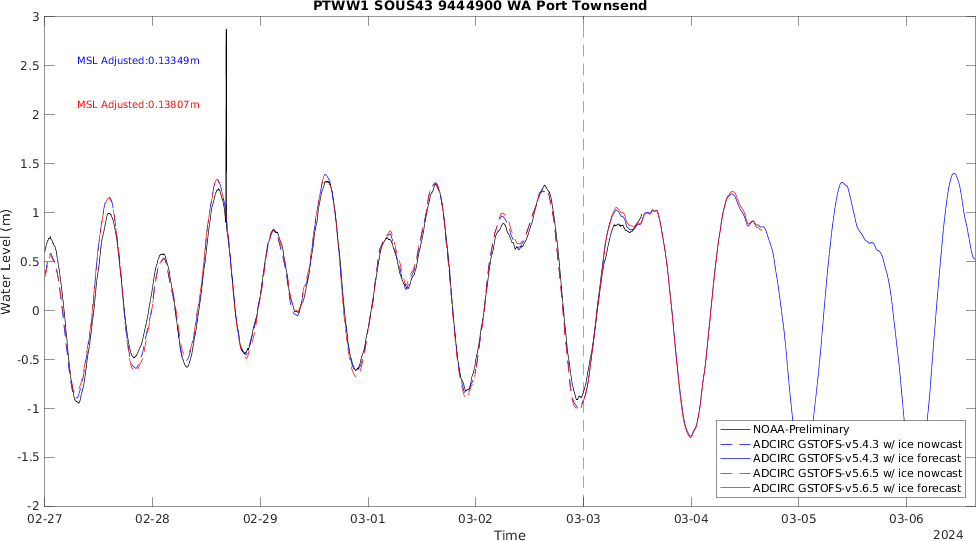 PTWW1 SOUS43 9444900 WA Port Townsend
3
2.5
2
1.5
1
0.5
0
-0.5
-1
-1.5
-2
Water Level (m)
MSL Adjusted:0.13349m
MSL Adjusted:0.13807m
NOAA-Preliminary
ADCIRC GSTOFS-v5.4.3 w/ ice nowcast
ADCIRC GSTOFS-v5.4.3 w/ ice forecast
ADCIRC GSTOFS-v5.6.5 w/ ice nowcast
ADCIRC GSTOFS-v5.6.5 w/ ice forecast
02-27 02-28 02-29 03-01 03-02 03-03 03-04 03-05 03-06
Time
2024